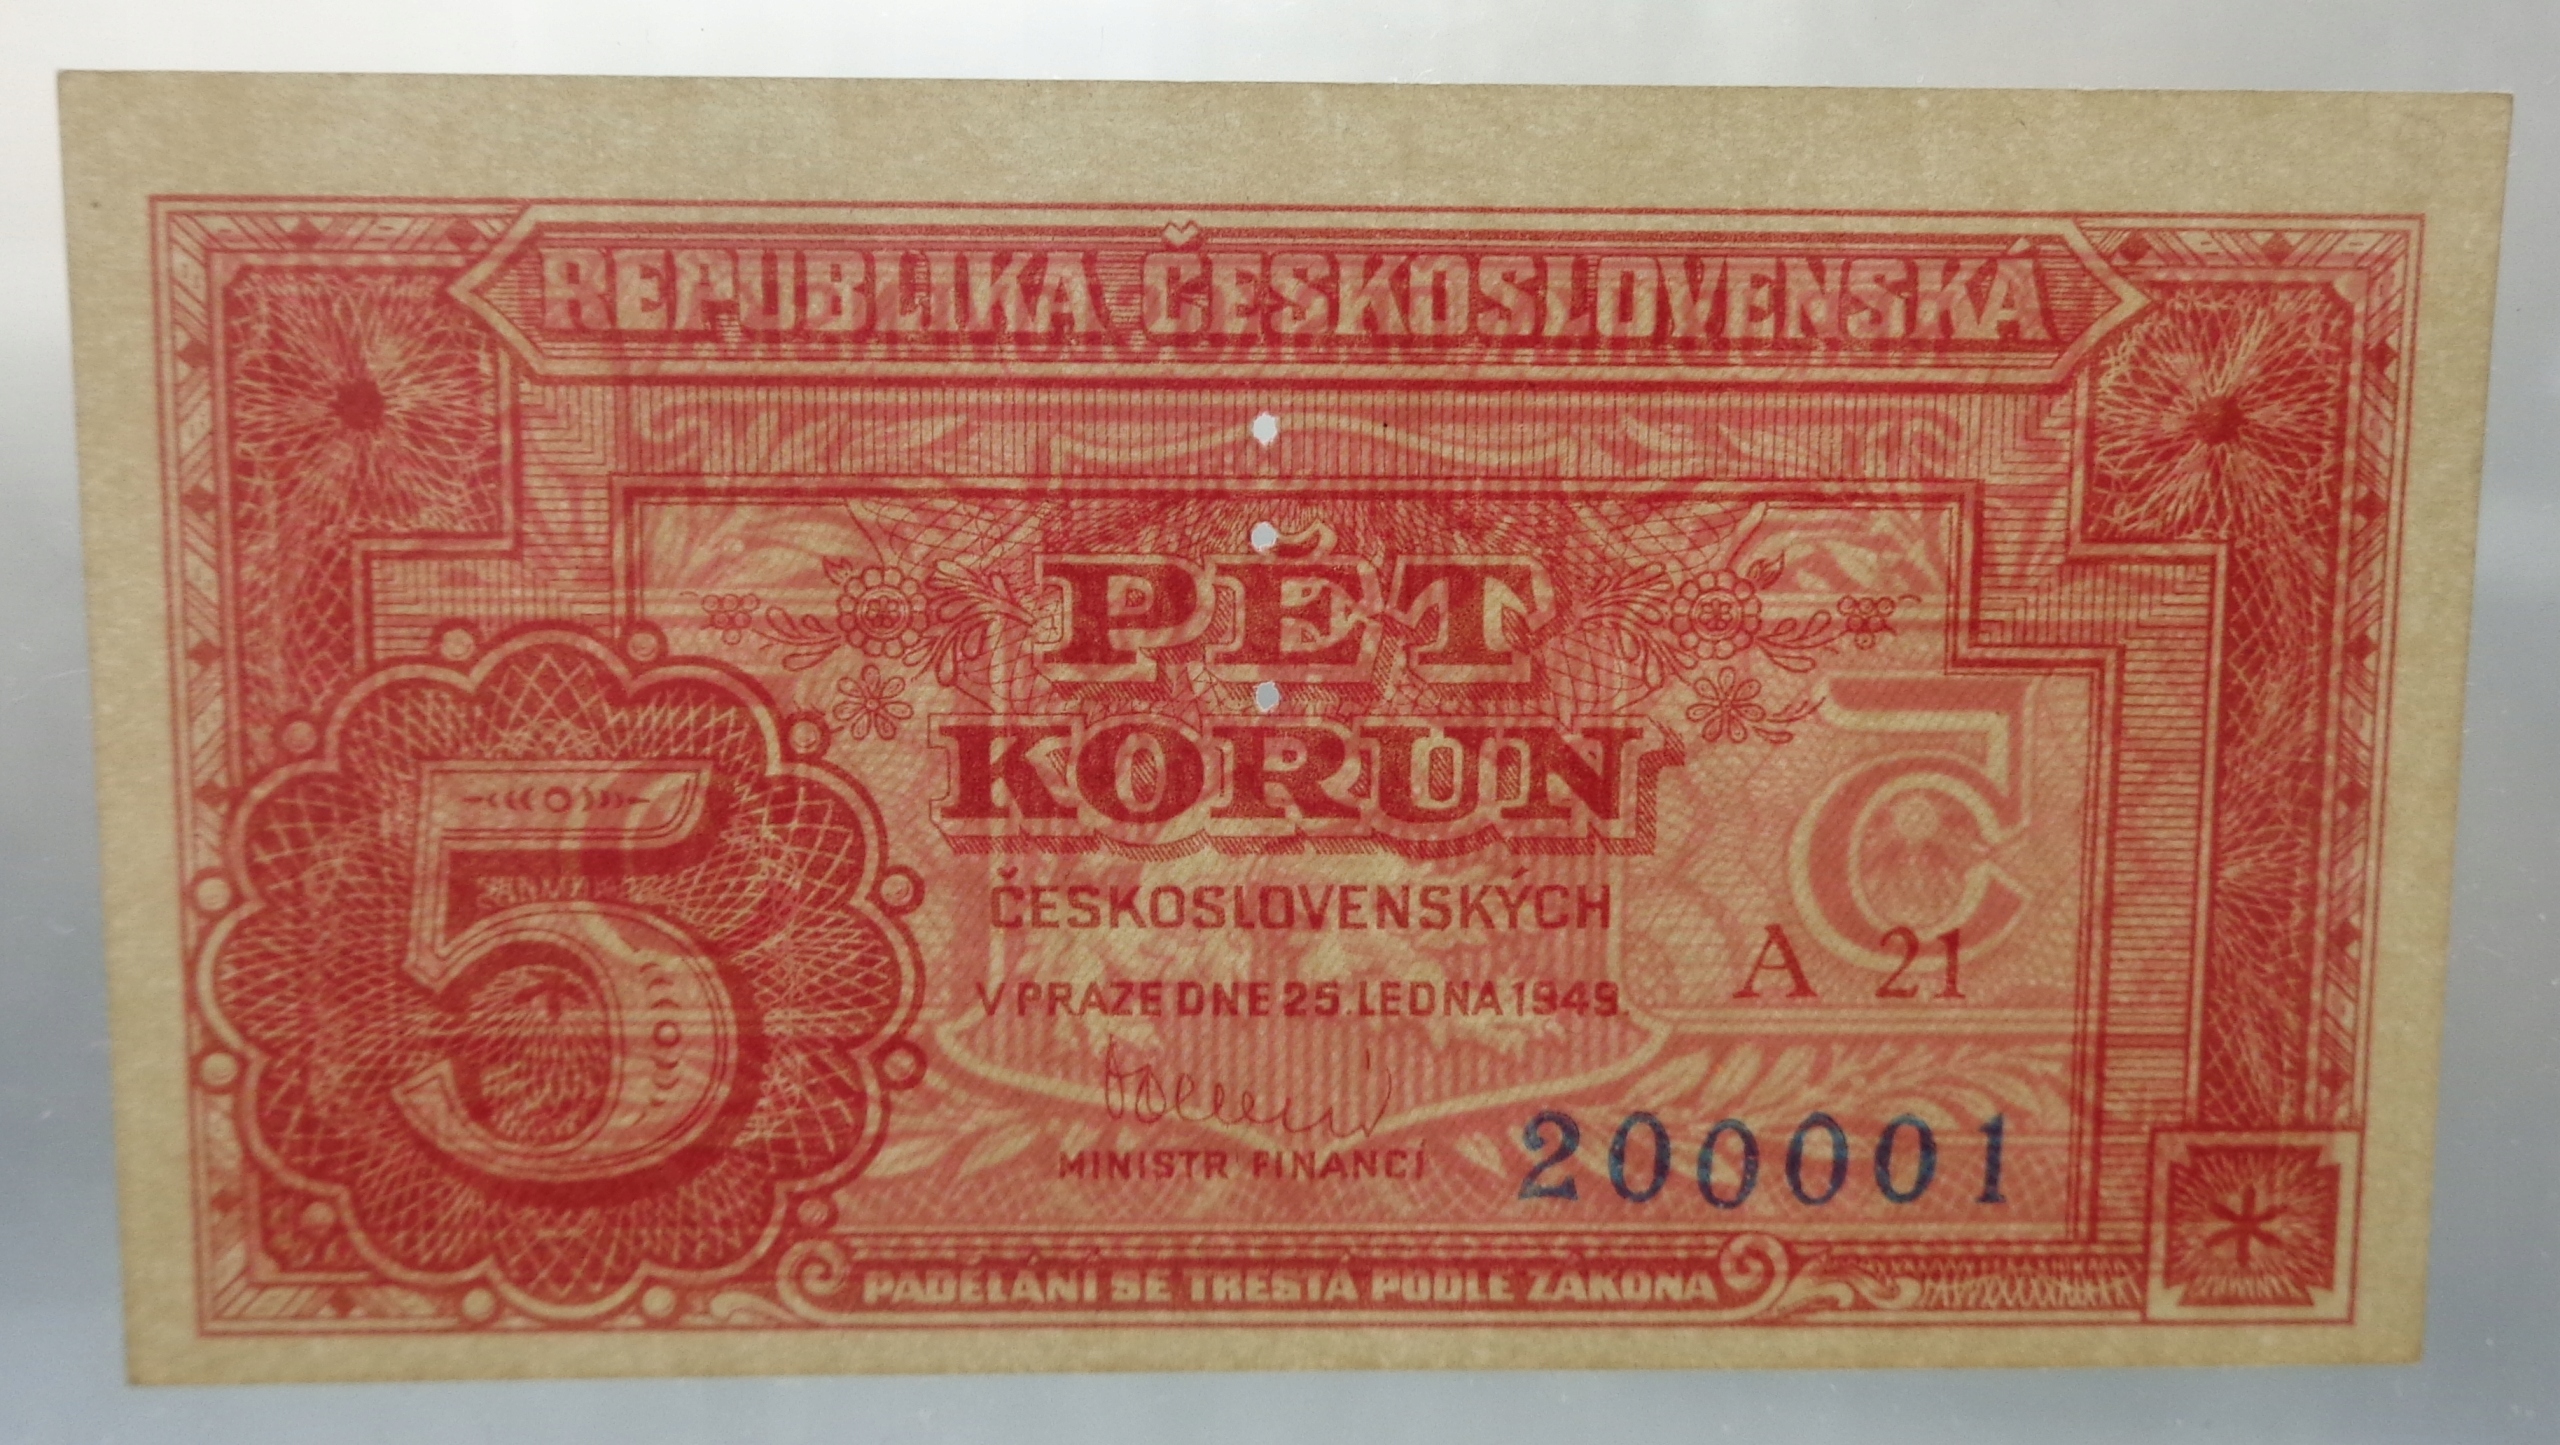 REPUBLIKA ČESKOSLOVENSKÁ
PĚT
KORUN
ČESKOSLOVENSKÝCH
V PRAZE DNE 25. LEDNA 1949.
A 21
MINISTR FINANCÍ
200001
5
PADĚLÁNÍ SE TRESTÁ PODLE ZÁKONA